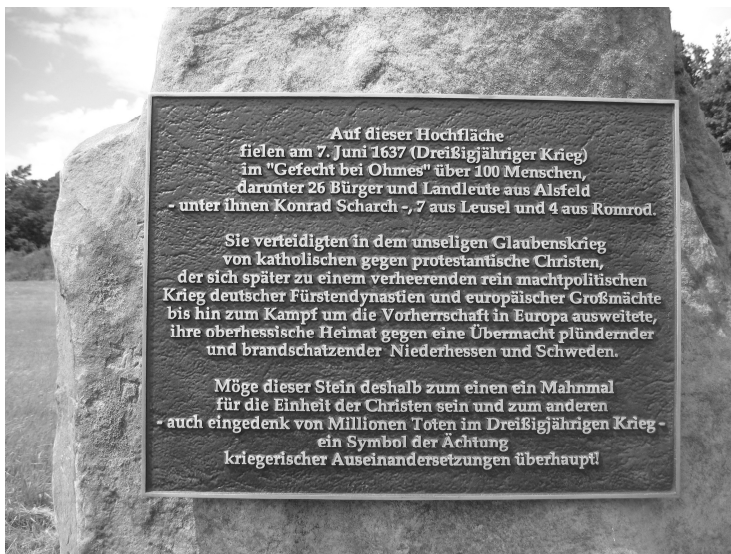 Auf dieser Hochfläche
fielen am 7. Juni 1637 (Dreißigjähriger Krieg)
im "Gefecht bei Ohmes" über 100 Menschen,
darunter 26 Bürger und Landleute aus Alsfeld
- unter ihnen Konrad Scharch -, 7 aus Leusel und 4 aus Romrod.
Sie verteidigten in dem unseligen Glaubenskrieg
von katholischen gegen protestantische Christen,
der sich später zu einem verheerenden rein machtpolitischen
Krieg deutscher Fürstendynastien und europäischer Großmächte
bis hin zum Kampf um die Vorherrschaft in Europa ausweitete,
ihre oberhessische Heimat gegen eine Übermacht plündernder
und brandschatzender Niederhessen und Schweden.
Möge dieser Stein deshalb zum einen ein Mahnmal
für die Einheit der Christen sein und zum anderen
- auch eingedenk von Millionen Toten im Dreißigjährigen Krieg -
ein Symbol der Ächtung
kriegerischer Auseinandersetzungen überhaupt!